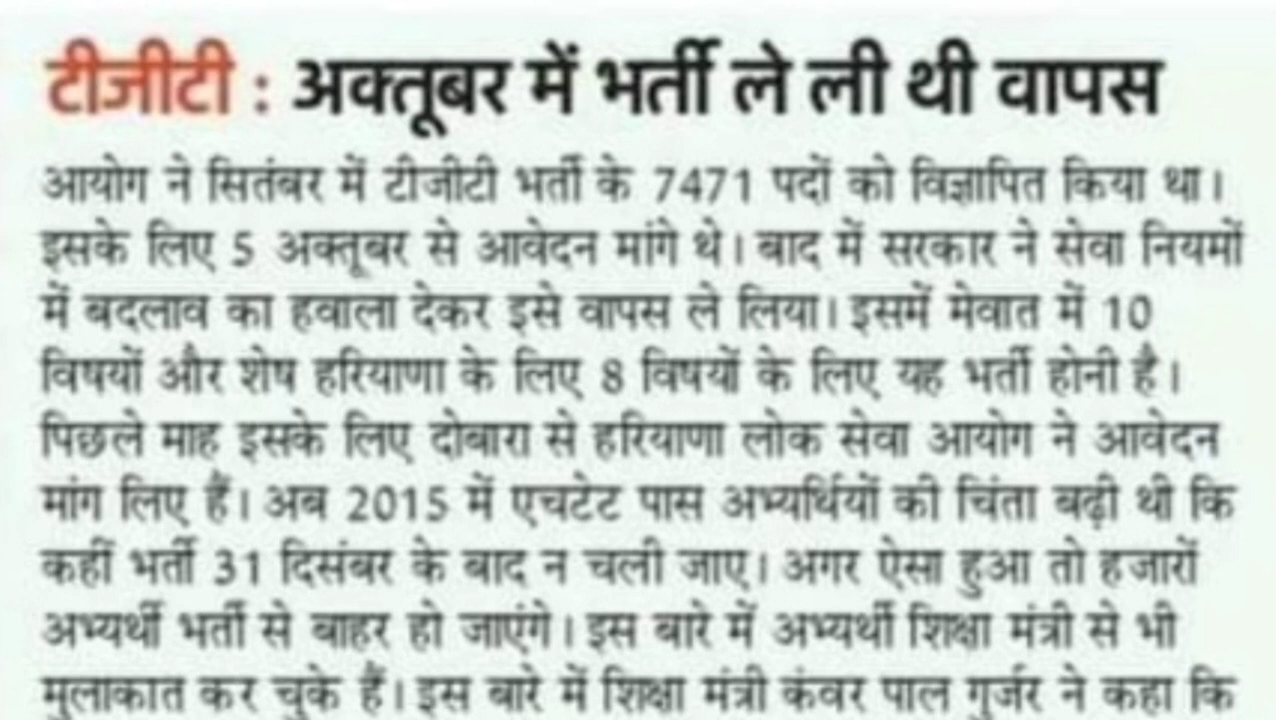 टीजीटी : अक्तूबर में भर्ती ले ली थी वापस
आयोग ने सितंबर में टीजीटी भर्ती के 7471 पदों को विज्ञापित किया था।
इसके लिए 5 अक्तूबर से आवेदन मांगे थे। बाद में सरकार ने सेवा नियमों
में बदलाव का हवाला देकर इसे वापस ले लिया। इसमें मेवात में 10
विषयों और शेष हरियाणा के लिए 8 विषयों के लिए यह भर्ती होनी है।
पिछले माह इसके लिए दोबारा से हरियाणा लोक सेवा आयोग ने आवेदन
मांग लिए हैं। अब 2015 में एचटेट पास अभ्यर्थियों की चिंता बढ़ी थी कि
कहीं भर्ती 31 दिसंबर के बाद न चली जाए। अगर ऐसा हुआ तो हजारों
अभ्यर्थी भर्ती से बाहर हो जाएंगे। इस बारे में अभ्यर्थी शिक्षा मंत्री से भी
मुलाकात कर चुके हैं। इस बारे में शिक्षा मंत्री कंवर पाल गुर्जर ने कहा कि